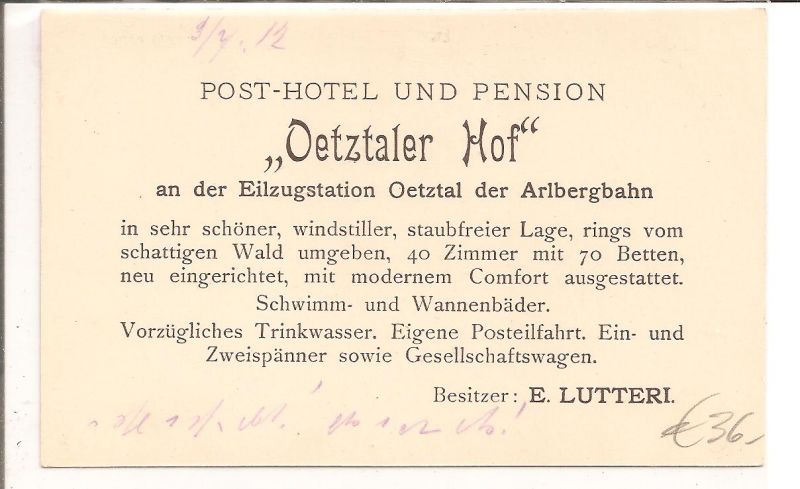 3/7. 12
POST-HOTEL UND PENSION
„Oetztaler Hof“
an der Eilzugstation Oetztal der Arlbergbahn
in sehr schöner, windstiller, staubfreier Lage, rings vom
schattigen Wald umgeben, 40 Zimmer mit 70 Betten,
neu eingerichtet, mit modernem Comfort ausgestattet.
Schwimm- und Wannenbäder.
Vorzügliches Trinkwasser. Eigene Posteilfahrt. Ein- und
Zweispänner sowie Gesellschaftswagen.
Besitzer: E. LUTTERI.
€ 36.-